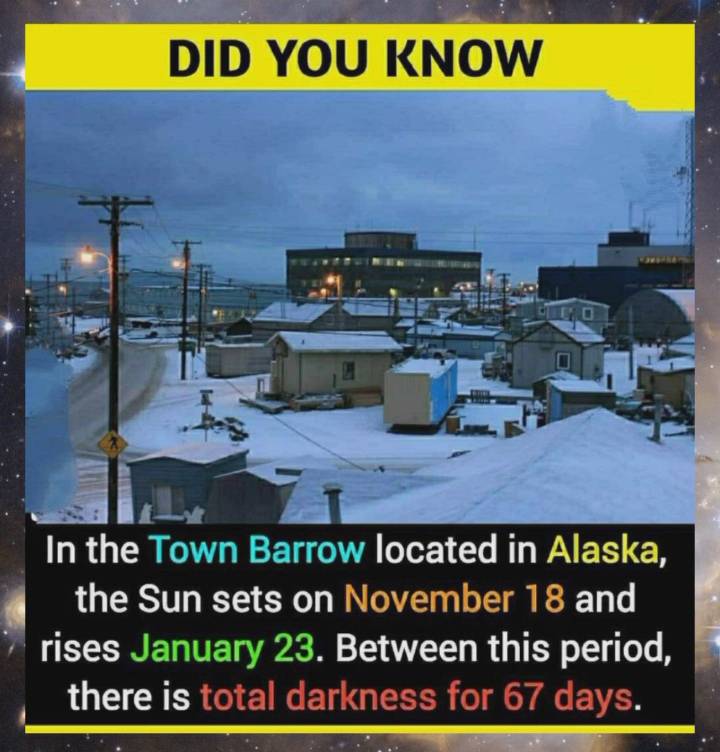 DID YOU KNOW
In the Town Barrow located in Alaska,
the Sun sets on November 18 and
rises January 23. Between this period,
there is total darkness for 67 days.